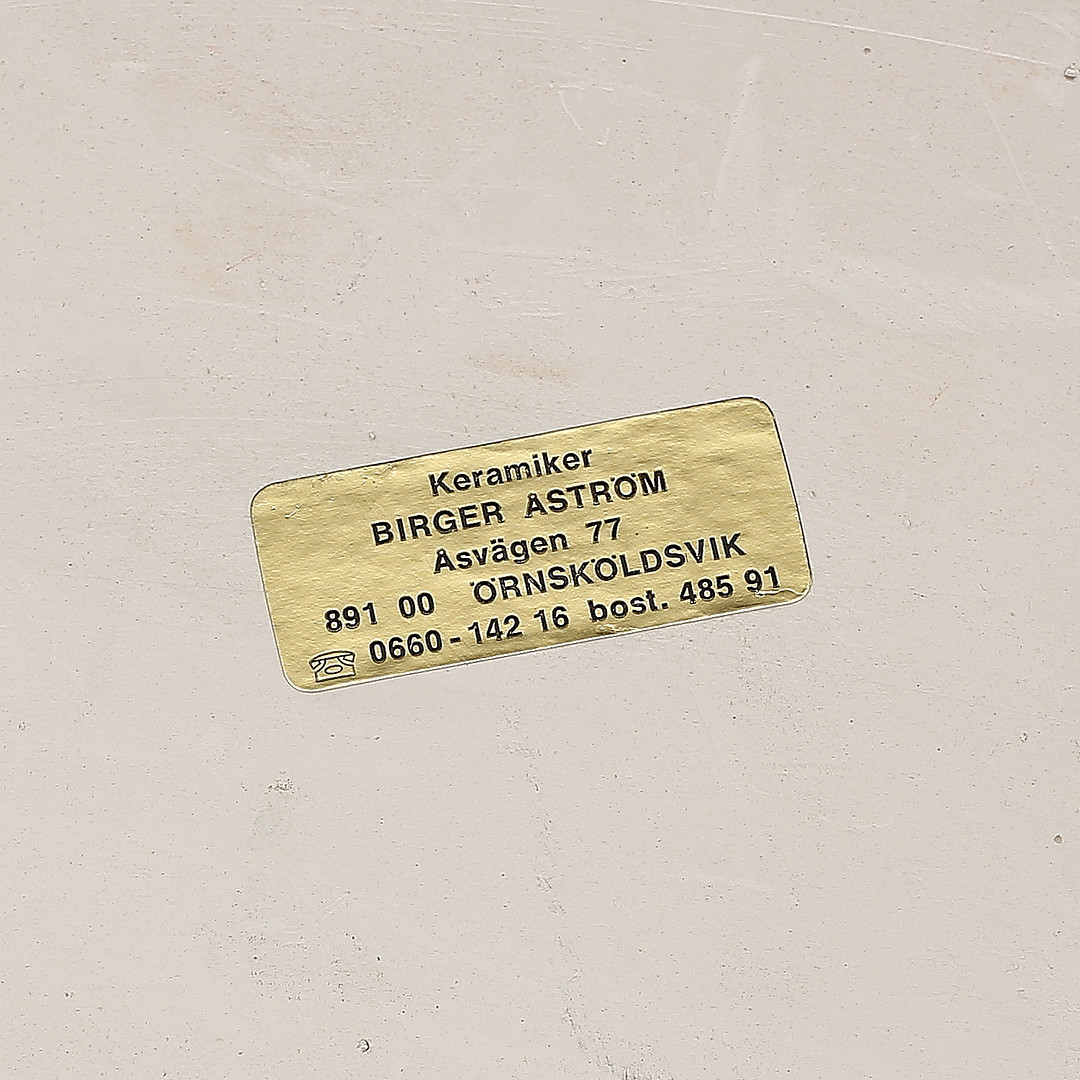 Keramiker
BIRGER ÅSTRÖM
Åsvägen 77
891 00 ÖRNSKÖLDSVIK
0660-142 16 bost. 485 91